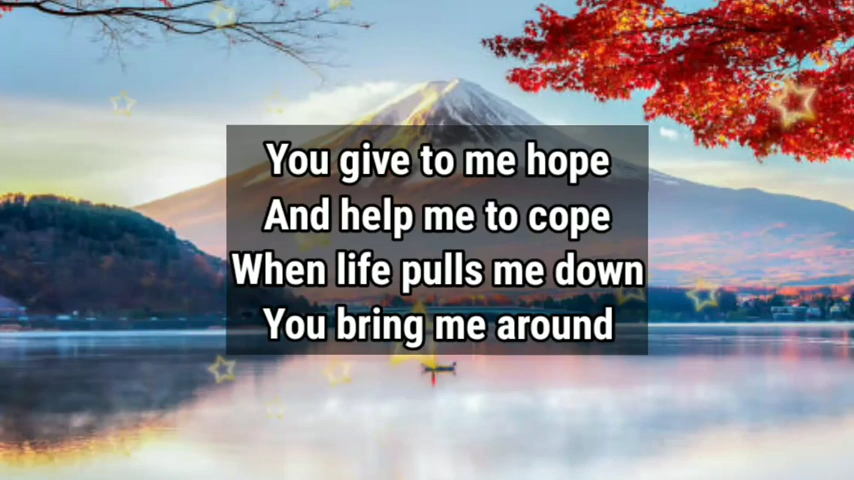 You give to me hope
And help me to cope
When life pulls me down
You bring me around